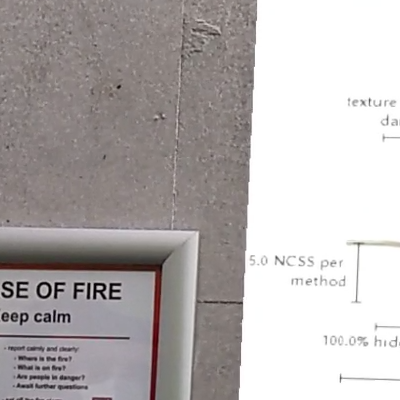 SE OF FIRE
eep calm
- report calmly and clearly:
- Where is the fire?
- What is on fire?
- Are people in danger?
- Await further questions
texture
da
5.0 NCSS per
method
100.0% hid